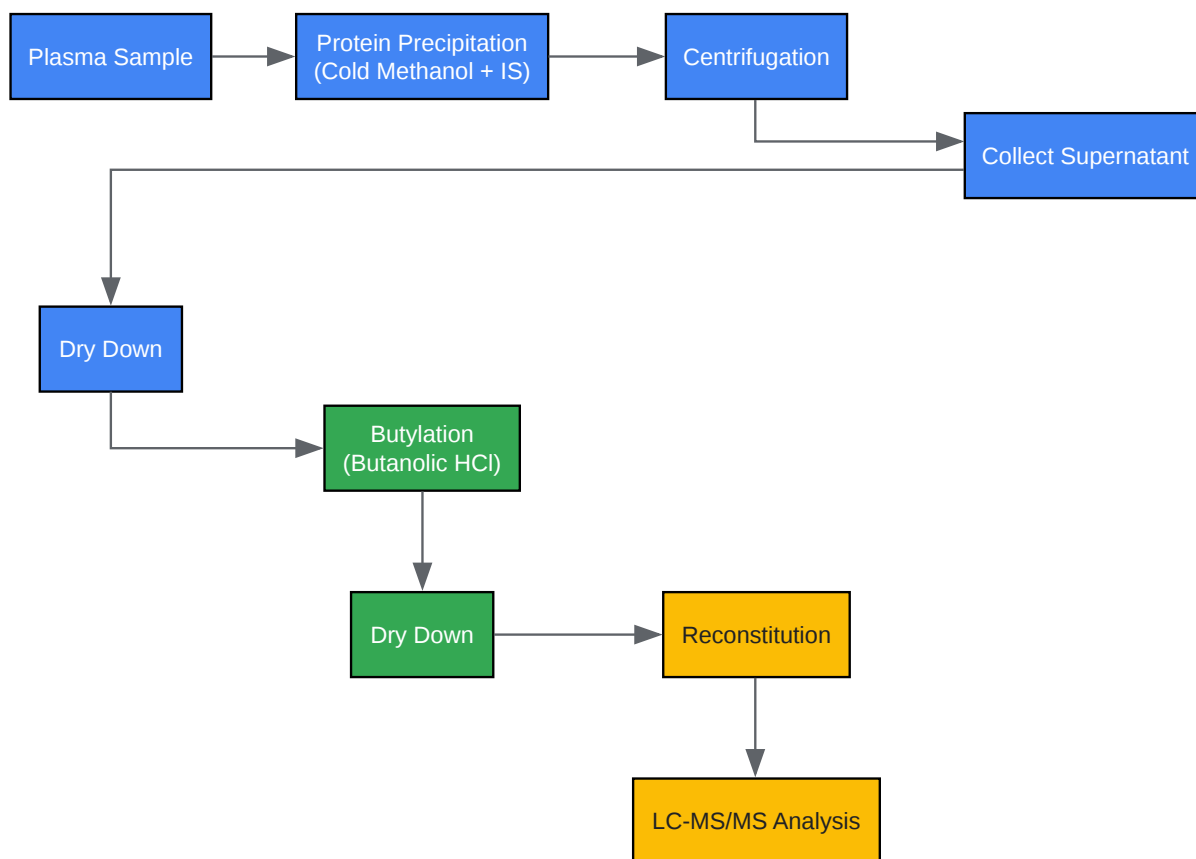 Plasma Sample
Protein Precipitation
(Cold Methanol + IS)
Centrifugation
Collect Supernatant
Dry Down
Butylation
(Butanolic HCl)
Dry Down
Reconstitution
LC-MS/MS Analysis